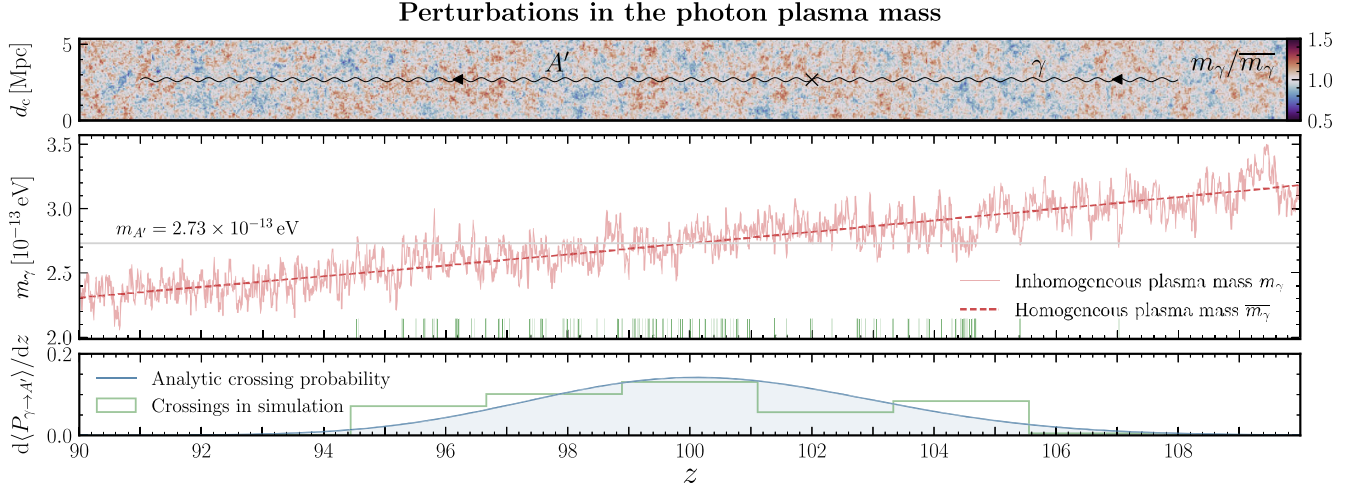 Perturbations in the photon plasma mass
d_c [Mpc]
5
0
A′
γ
m_γ/\overline{m_γ}
1.5
1.0
0.5
m_γ [10⁻¹³ eV]
3.5
3.0
2.5
2.0
m_{A′} = 2.73 × 10⁻¹³ eV
Inhomogeneous plasma mass m_γ
Homogeneous plasma mass \overline{m_γ}
d⟨P_{γ→A′}⟩/dz
0.2
0.0
Analytic crossing probability
Crossings in simulation
90 92 94 96 98 100 102 104 106 108
z